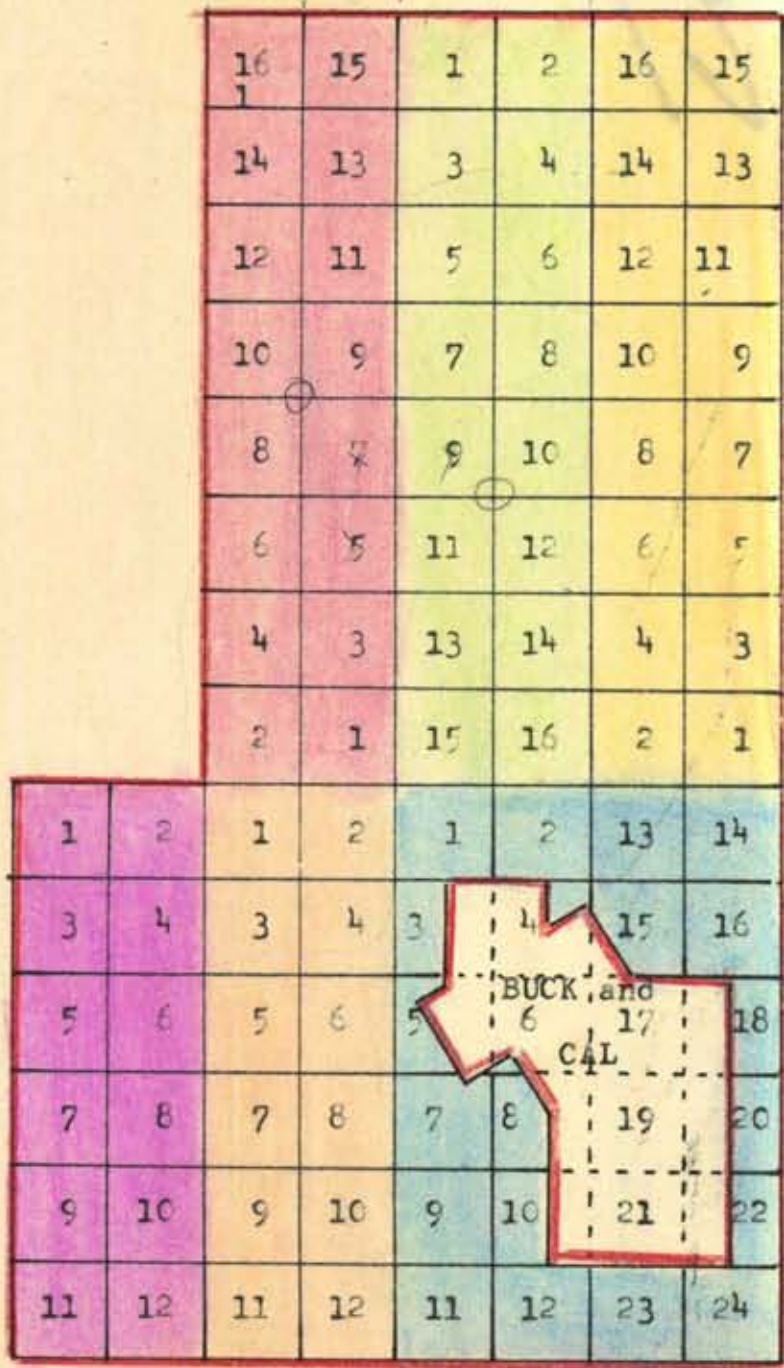 16 15 1 2 16 15
1
14 13 3 4 14 13
12 11 5 6 12 11
10 9 7 8 10 9
8 7 9 10 8 7
6 5 11 12 6 5
4 3 13 14 4 3
2 1 15 16 2 1
1 2 1 2 1 2 13 14
3 4 3 4 3 4 15 16
BUCK and
5 6 5 6 5 6 17 18
CAL
7 8 7 8 7 8 19 20
9 10 9 10 9 10 21 22
11 12 11 12 11 12 23 24